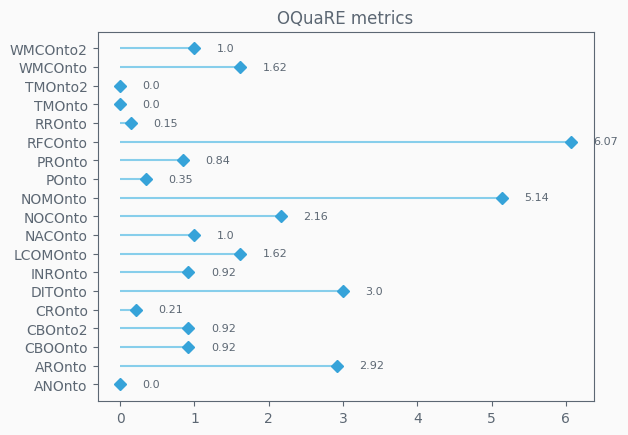 OQuaRE metrics
WMCOnto2 1.0
WMCOnto 1.62
TMOnto2 0.0
TMOnto 0.0
RROnto 0.15
RFCOnto 6.07
PROnto 0.84
POnto 0.35
NOMOnto 5.14
NOCOnto 2.16
NACOnto 1.0
LCOMOnto 1.62
INROnto 0.92
DITOnto 3.0
CROnto 0.21
CBOnto2 0.92
CBOOnto 0.92
AROnto 2.92
ANOnto 0.0
0 1 2 3 4 5 6